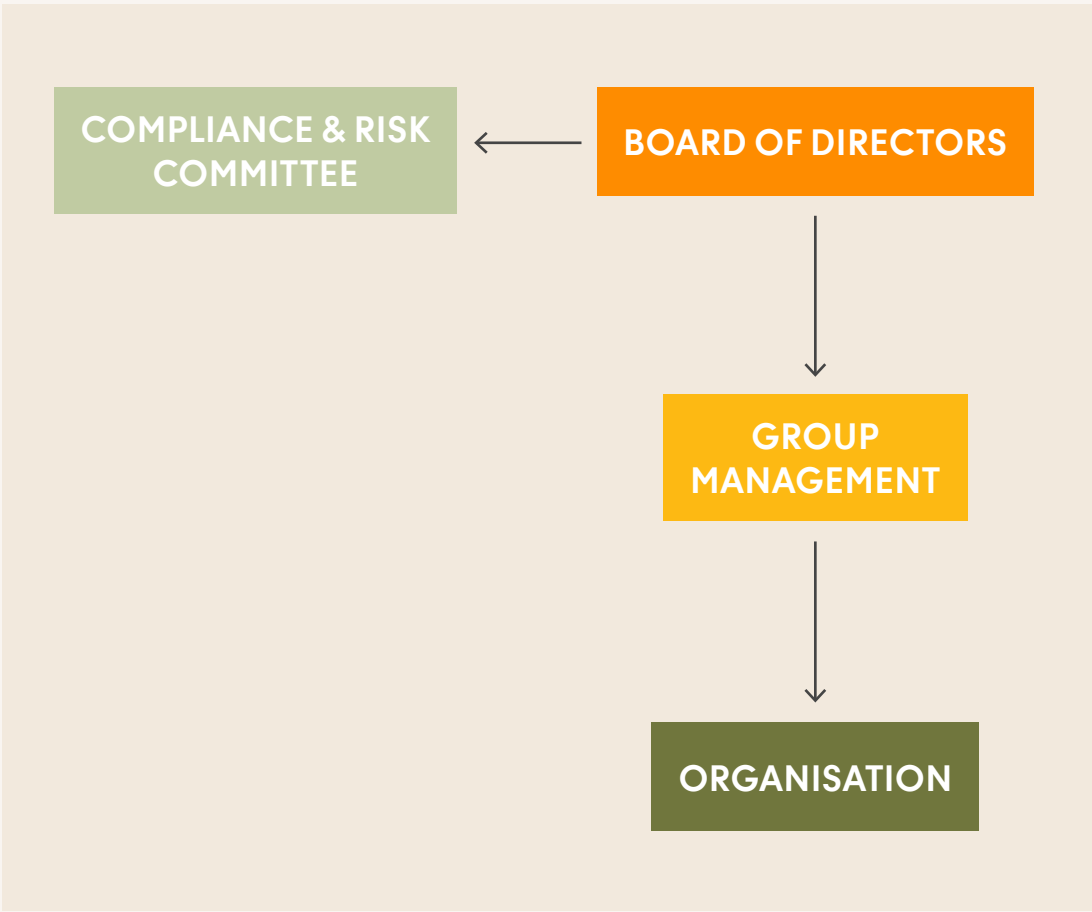 COMPLIANCE & RISK
COMMITTEE
BOARD OF DIRECTORS
GROUP
MANAGEMENT
ORGANISATION